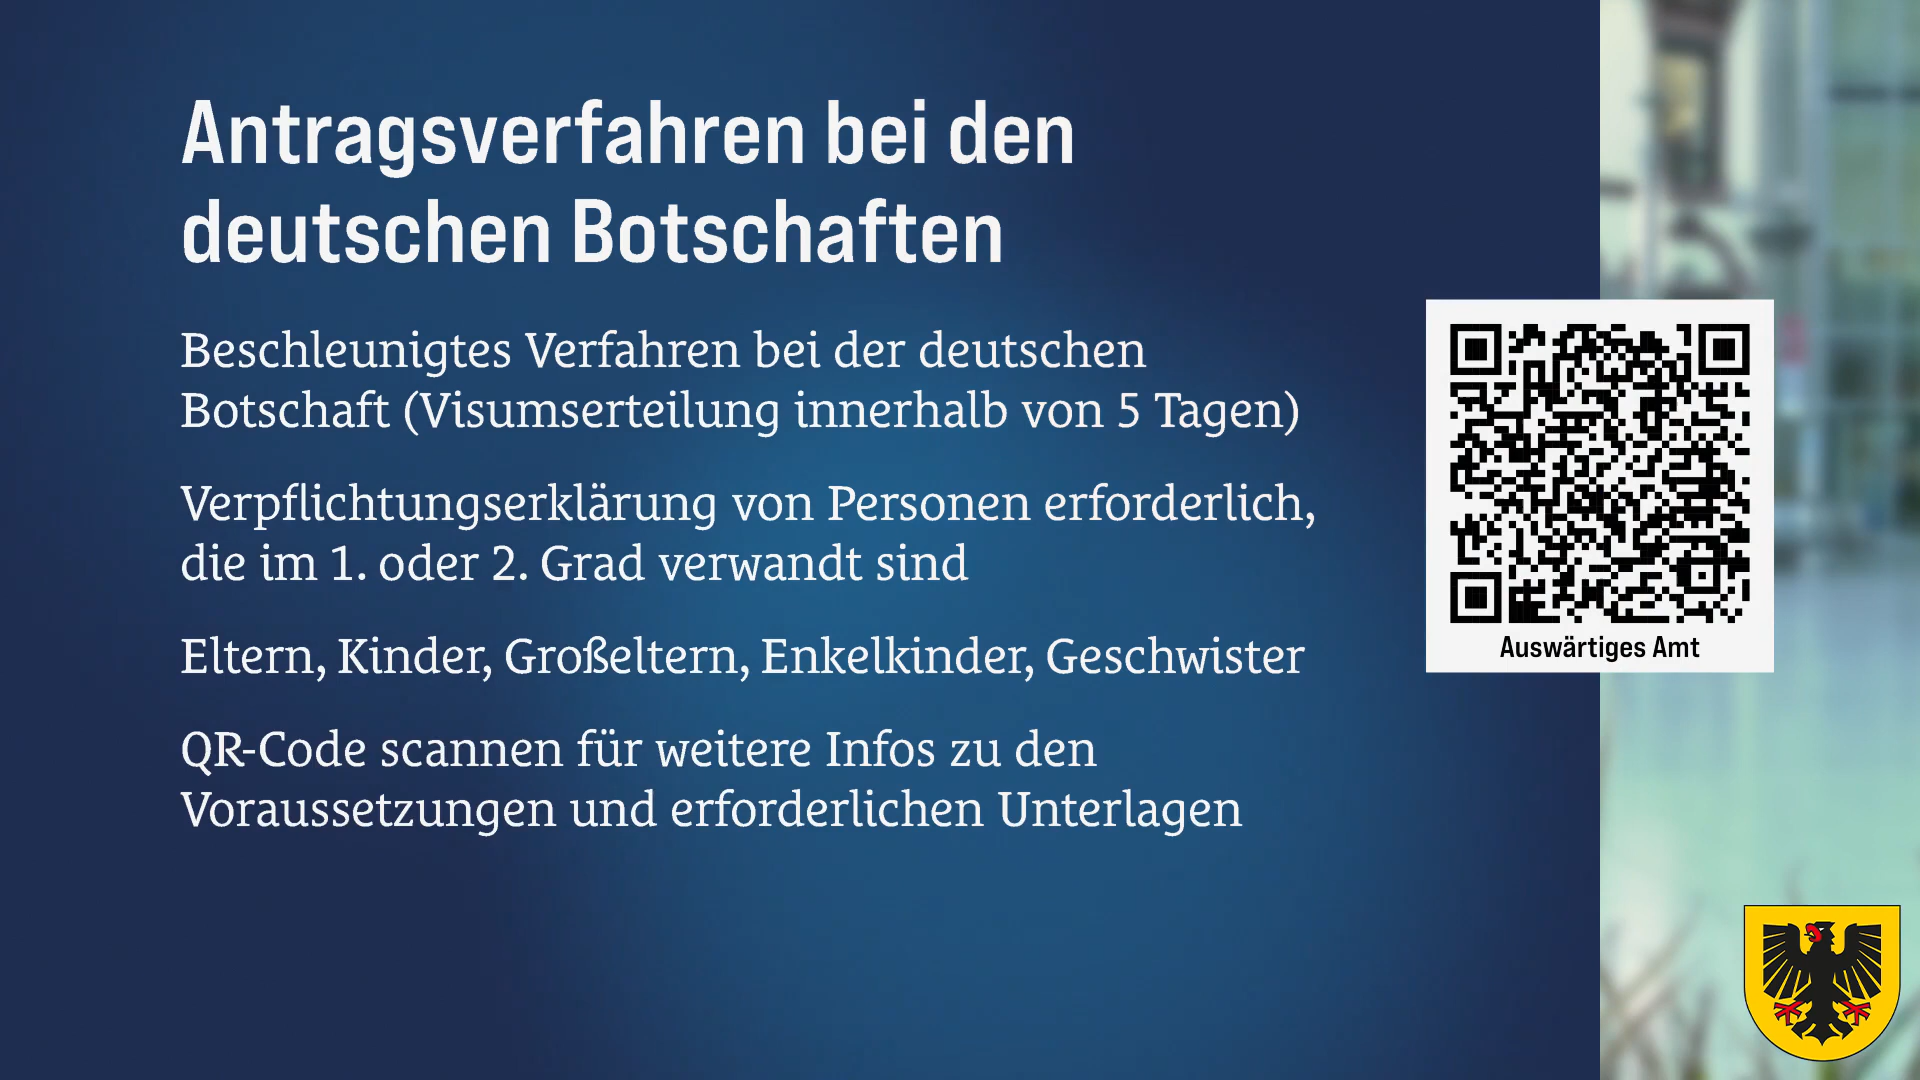 Antragsverfahren bei den
deutschen Botschaften
Beschleunigtes Verfahren bei der deutschen
Botschaft (Visumserteilung innerhalb von 5 Tagen)
Verpflichtungserklärung von Personen erforderlich,
die im 1. oder 2. Grad verwandt sind
Eltern, Kinder, Großeltern, Enkelkinder, Geschwister
QR-Code scannen für weitere Infos zu den
Voraussetzungen und erforderlichen Unterlagen
Auswärtiges Amt